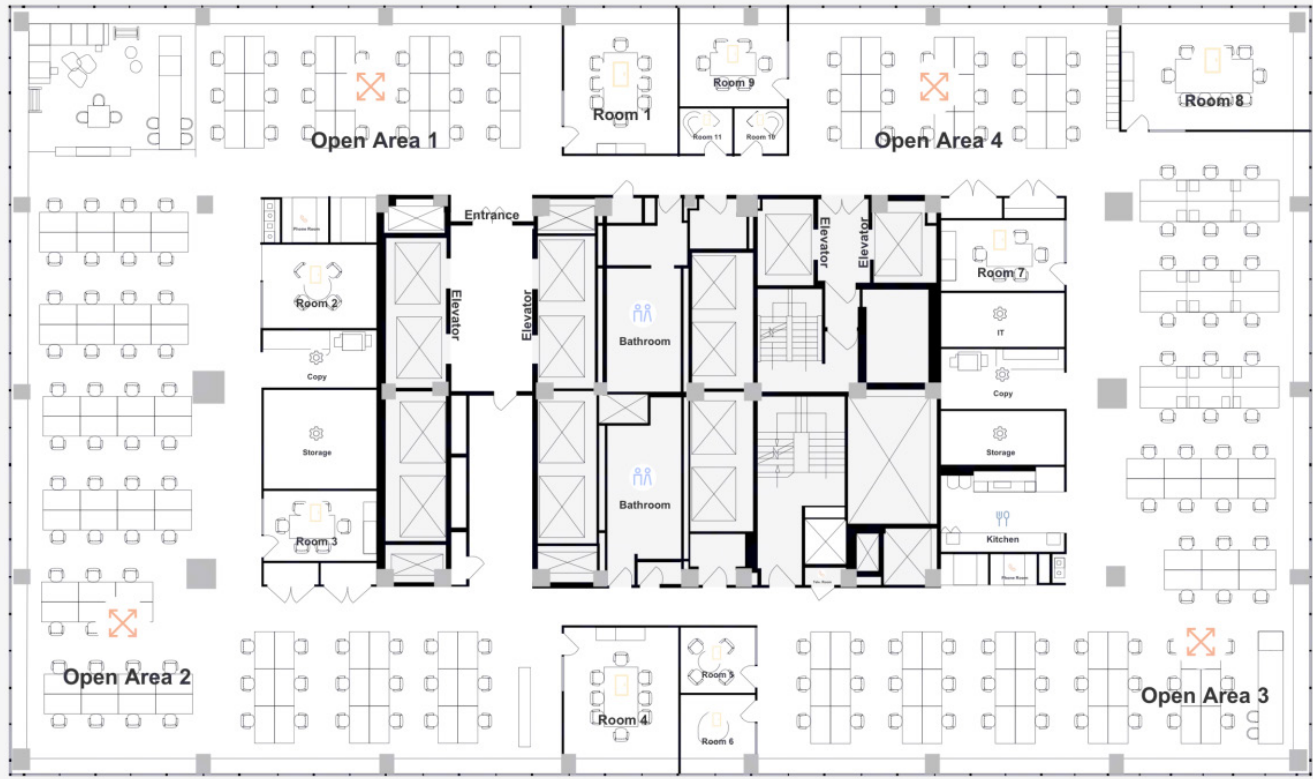 Room 9
Room 8
Room 1
Room 11
Room 10
Open Area 1
Open Area 4
Entrance
Phone Room
Elevator
Elevator
Room 7
Room 2
Elevator
Elevator
IT
Bathroom
Copy
Copy
Storage
Storage
Bathroom
Room 3
Kitchen
Phone Room
Open Area 2
Room 5
Open Area 3
Room 4
Room 6